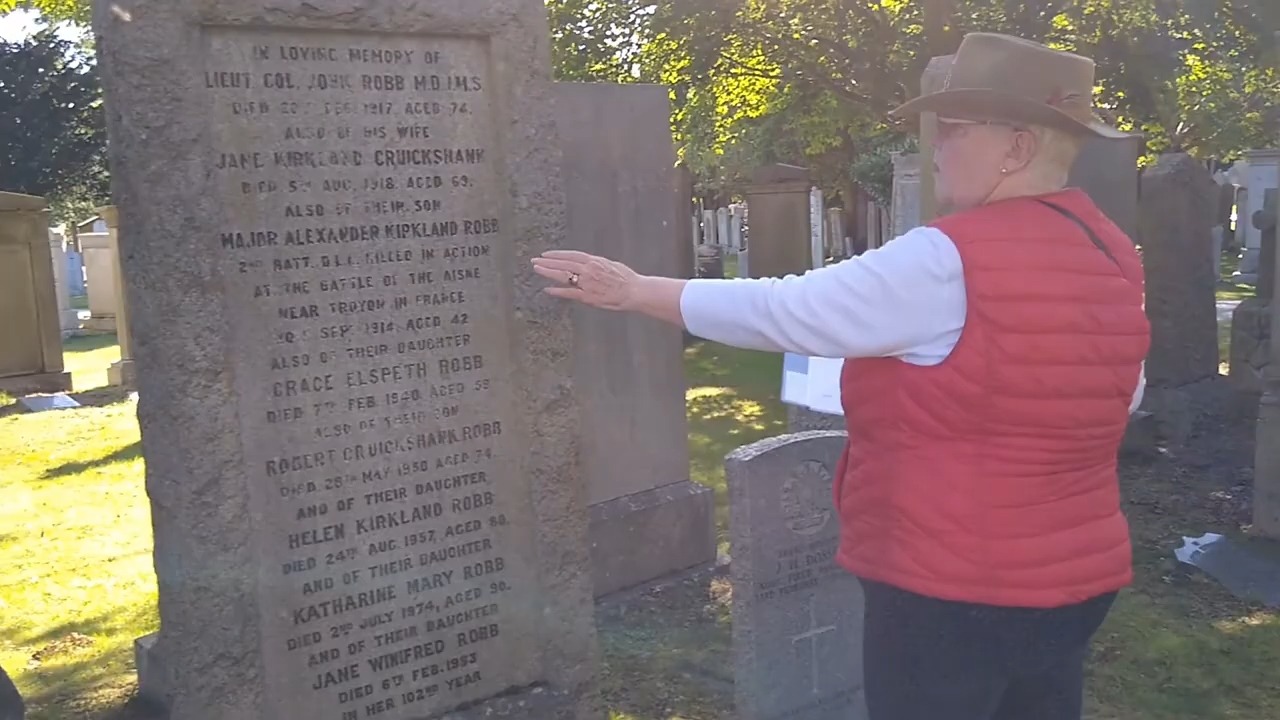 IN LOVING MEMORY OF
LIEUT. COL. JOHN ROBB M.D. I.M.S.
DIED DEC. 1917, AGED 74.
ALSO OF HIS WIFE
JANE KIRKLAND CRUICKSHANK
DIED 5TH AUG. 1918. AGED 69.
ALSO OF THEIR SON
MAJOR ALEXANDER KIRKLAND ROBB
2ND BATT. D.L.I. KILLED IN ACTION
AT THE BATTLE OF THE AISNE
NEAR TROYON IN FRANCE
SEP. 1914, AGED 42
ALSO OF THEIR DAUGHTER
GRACE ELSPETH ROBB
DIED 7TH FEB. 1940. AGED 59
ALSO OF THEIR SON
ROBERT CRUICKSHANK ROBB
DIED 28TH MAY 1950 AGED 74.
AND OF THEIR DAUGHTER
HELEN KIRKLAND ROBB
DIED 24TH AUG. 1957, AGED 80.
AND OF THEIR DAUGHTER
KATHARINE MARY ROBB
DIED 2ND JULY 1974, AGED 90.
AND OF THEIR DAUGHTER
JANE WINIFRED ROBB
DIED 6TH FEB. 1983
IN HER 102ND YEAR
J. H.